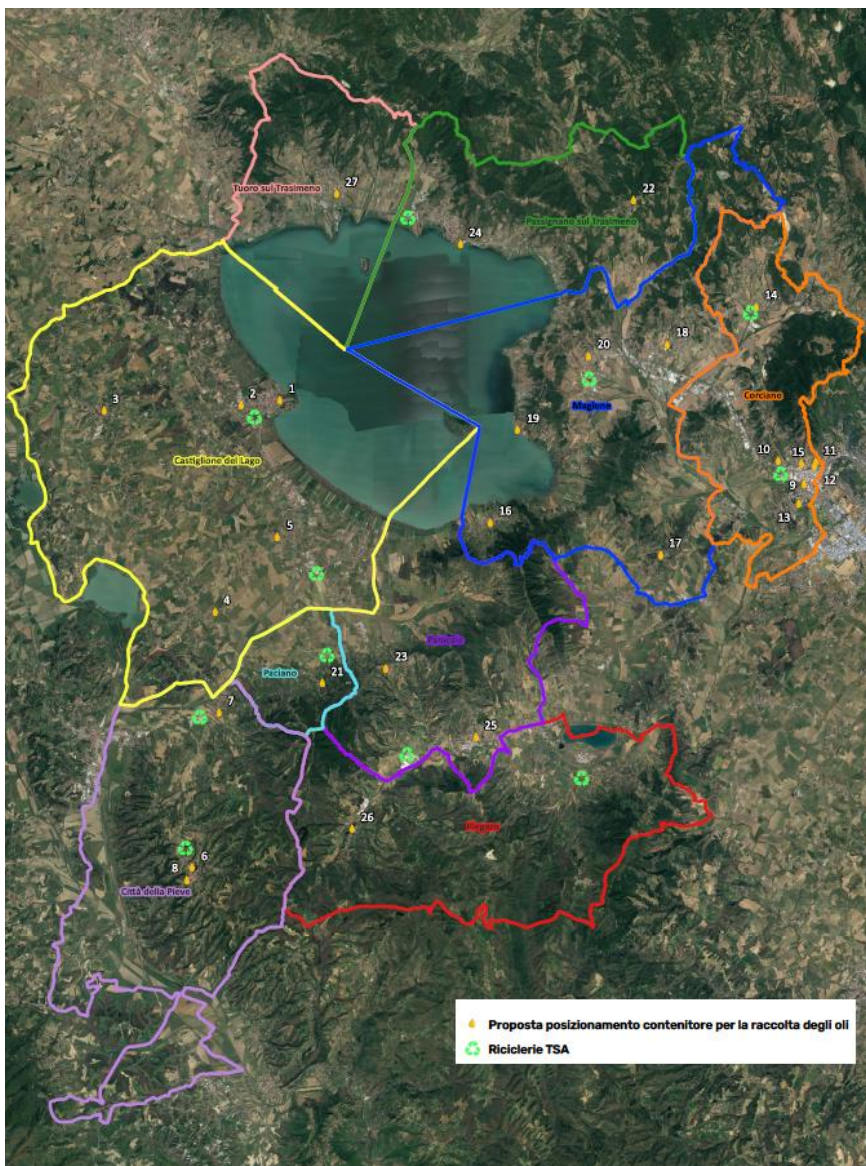 27
Tuoro sul Trasimeno
22
Passignano sul Trasimeno
24
14
18
20
3
2
1
Magione
Corciano
19
Castiglione del Lago
10
15
11
9
12
13
16
5
17
4
Panicale
23
Paciano
21
7
25
26
Piegaro
6
8
Città della Pieve
Proposta posizionamento contenitore per la raccolta degli oli
Riciclerie TSA